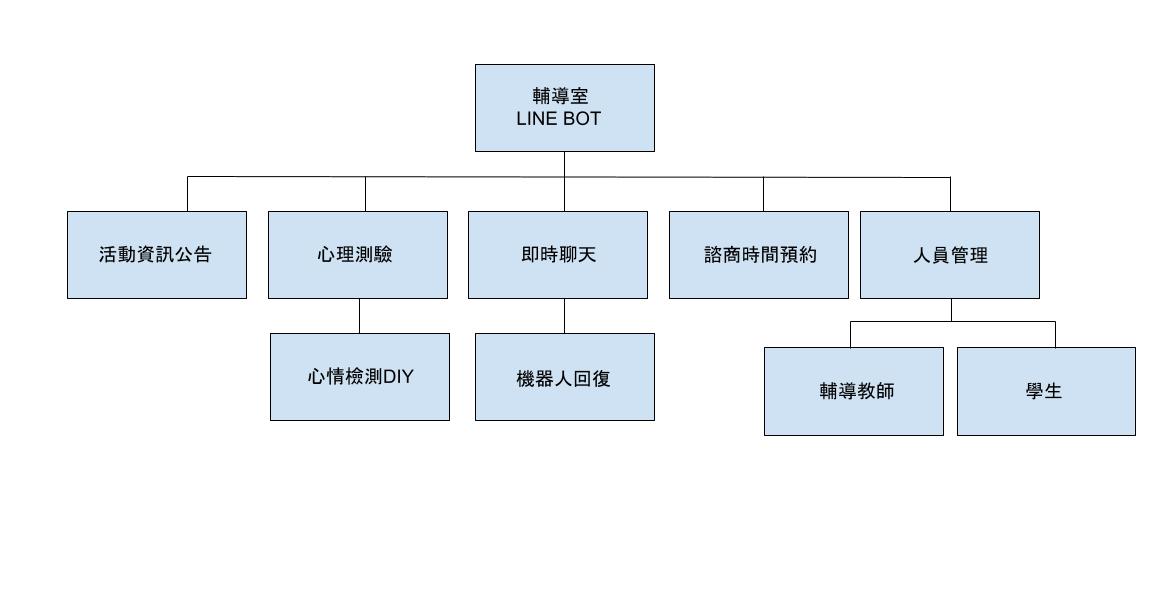 輔導室
LINE BOT
活動資訊公告
心理測驗
即時聊天
諮商時間預約
人員管理
心情檢測DIY
機器人回復
輔導教師
學生